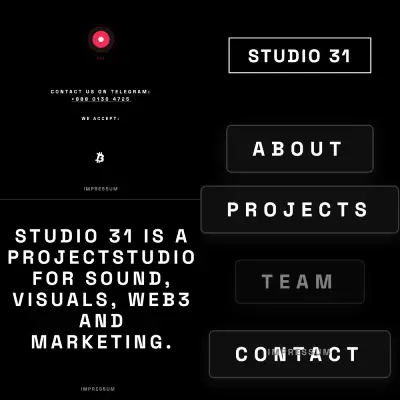 CONTACT US ON TELEGRAM:
+888 0130 4725
WE ACCEPT:
IMPRESSUM
STUDIO 31 IS A
PROJECTSTUDIO
FOR SOUND,
VISUALS, WEB3
AND
MARKETING.
IMPRESSUM
STUDIO 31
ABOUT
PROJECTS
TEAM
CONTACT
IMPRESSUM